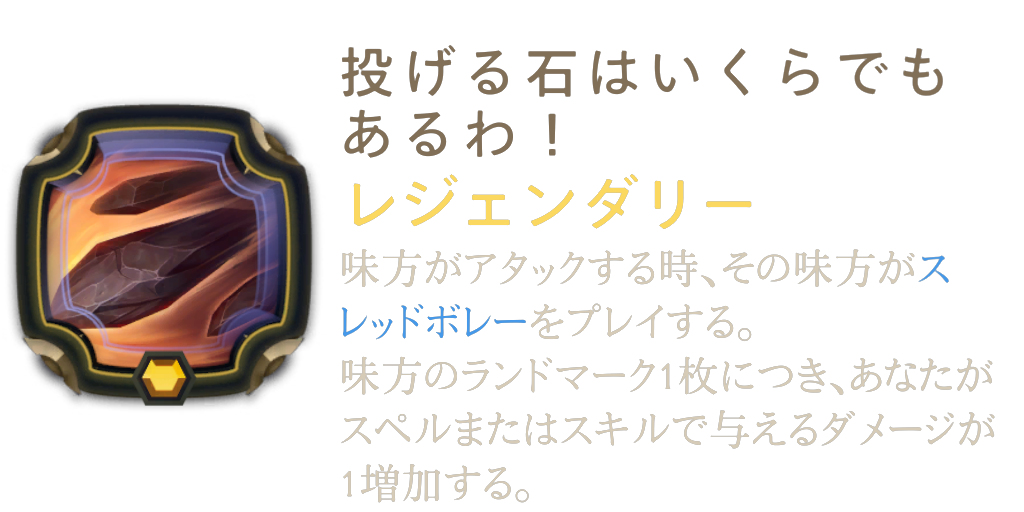 投げる石はいくらでも
あるわ！
レジェンダリー
味方がアタックする時、その味方がス
レッドボレーをプレイする。
味方のランドマーク1枚につき、あなたが
スペルまたはスキルで与えるダメージが
1増加する。